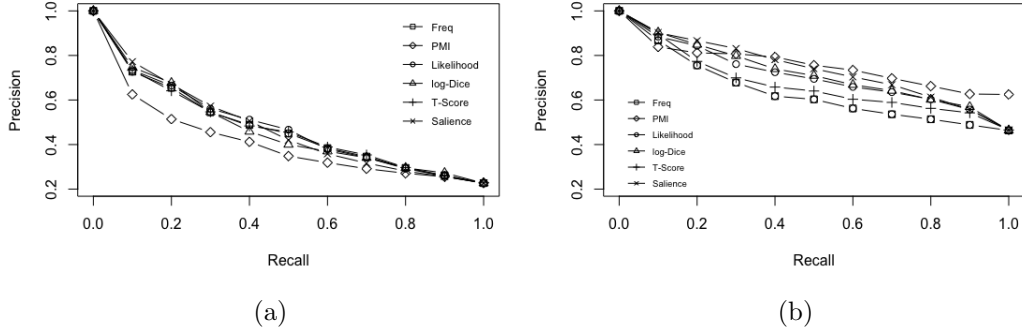 1.0
0.8
0.6
0.4
0.2
Precision
Freq
PMI
Likelihood
log-Dice
T-Score
Salience
0.0 0.2 0.4 0.6 0.8 1.0
Recall
(a)
1.0
0.8
0.6
0.4
0.2
Precision
Freq
PMI
Likelihood
log-Dice
T-Score
Salience
0.0 0.2 0.4 0.6 0.8 1.0
Recall
(b)